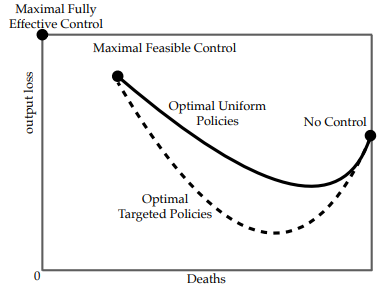 Maximal Fully
Effective Control
Maximal Feasible Control
output loss
Optimal Uniform
Policies
No Control
Optimal
Targeted Policies
0
Deaths